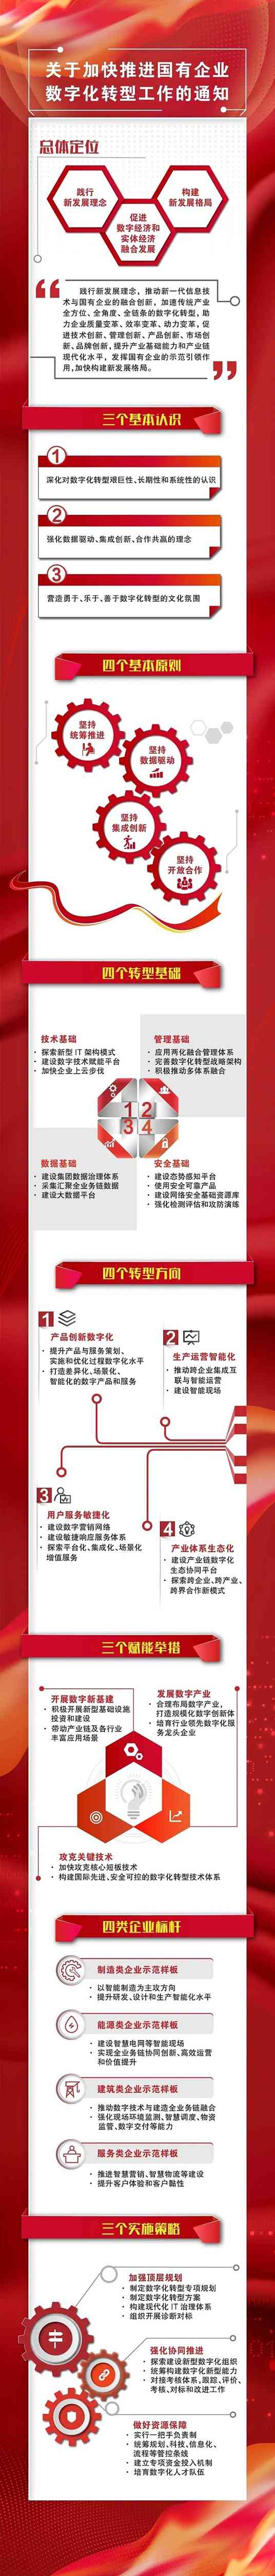 关于加快推进国有企业
数字化转型工作的通知
总体定位
践行
新发展理念
构建
新发展格局
促进
数字经济和
实体经济
融合发展
践行新发展理念，推动新一代信息技
术与国有企业的融合创新，加速传统产业
全方位、全角度、全链条的数字化转型，助
力企业质量变革、效率变革、动力变革，促
进技术创新、管理创新、产品创新、市场创
新、品牌创新，提升产业基础能力和产业链
现代化水平，发挥国有企业的示范引领作
用，加快构建新发展格局。
三个基本认识
1
深化对数字化转型艰巨性、长期性和系统性的认识
2
强化数据驱动、集成创新、合作共赢的理念
3
营造勇于、乐于、善于数字化转型的文化氛围
四个基本原则
坚持
统筹推进
坚持
数据驱动
坚持
集成创新
坚持
开放合作
四个转型基础
技术基础
· 探索新型 IT 架构模式
· 建设数字技术赋能平台
· 加快企业上云步伐
管理基础
· 应用两化融合管理体系
· 完善数字化转型战略架构
· 积极推动多体系融合
1 2
3 4
数据基础
· 建设集团数据治理体系
· 采集汇聚全业务链数据
· 建设大数据平台
安全基础
· 建设态势感知平台
· 使用安全可靠产品
· 建设网络安全基础资源库
· 强化检测评估和攻防演练
四个转型方向
1
产品创新数字化
· 提升产品与服务策划、
实施和优化过程数字化水平
· 打造差异化、场景化、
智能化的数字产品和服务
2
生产运营智能化
· 推动跨企业集成互
联与智能运营
· 建设智能现场
3
用户服务敏捷化
· 建设数字营销网络
· 建设敏捷响应服务体系
· 探索平台化、集成化、场景化
增值服务
4
产业体系生态化
· 建设产业链数字化
生态协同平台
· 探索跨企业、跨产业、
跨界合作新模式
三个赋能举措
开展数字新基建
· 积极开展新型基础设施
投资和建设
· 带动产业链及各行业
丰富应用场景
发展数字产业
· 合理布局数字产业，
打造规模化数字创新体
· 培育行业领先数字化服
务龙头企业
攻克关键技术
· 加快攻克核心短板技术
· 构建国际先进、安全可控的数字化转型技术体系
四类企业标杆
制造类企业示范样板
· 以智能制造为主攻方向
· 提升研发、设计和生产智能化水平
能源类企业示范样板
· 建设智慧电网等智能现场
· 实现全业务链协同创新、高效运营
和价值提升
建筑类企业示范样板
· 推动数字技术与建造全业务链融合
· 强化现场环境监测、智慧调度、物资
监管、数字交付等能力
服务类企业示范样板
· 推进智慧营销、智慧物流等建设
· 提升客户体验和客户黏性
三个实施策略
加强顶层规划
· 制定数字化转型专项规划
· 制定数字化转型方案
· 构建现代化 IT 治理体系
· 组织开展诊断对标
强化协同推进
· 探索建设新型数字化组织
· 统筹构建数字化新型能力
· 对接考核体系，跟踪、评价、
考核、对标和改进工作
做好资源保障
· 实行一把手负责制
· 统筹规划、科技、信息化、
流程等管控条线
· 建立专项资金投入机制
· 培育数字化人才队伍